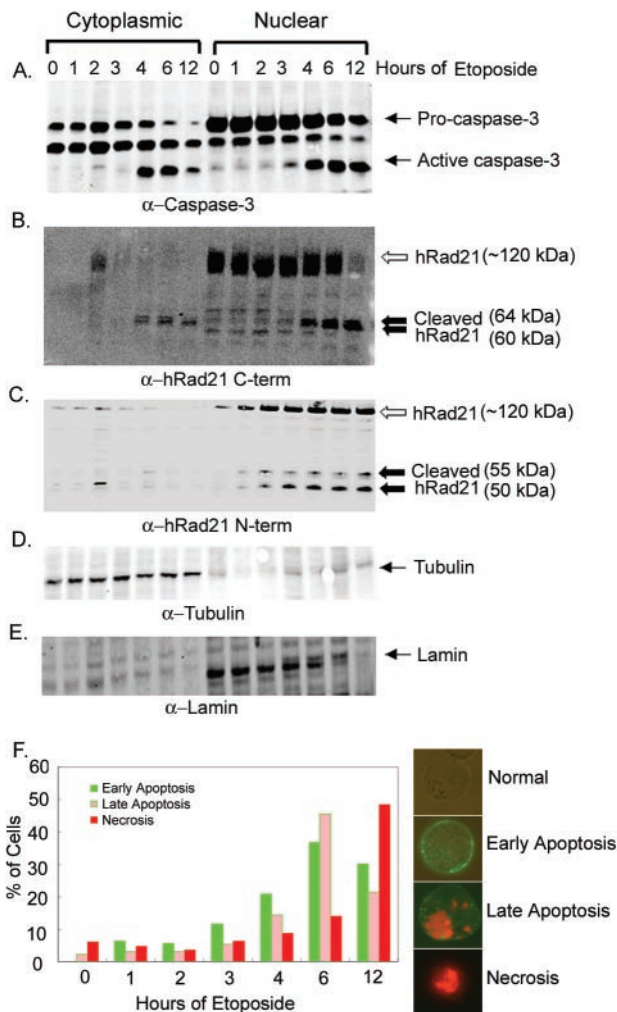 Cytoplasmic Nuclear
A. 0 1 2 3 4 6 12 0 1 2 3 4 6 12 Hours of Etoposide
Pro-caspase-3
Active caspase-3
α–Caspase-3
B.
hRad21 (~120 kDa)
Cleaved (64 kDa)
hRad21 (60 kDa)
α–hRad21 C-term
C.
hRad21 (~120 kDa)
Cleaved (55 kDa)
hRad21 (50 kDa)
α–hRad21 N-term
D.
Tubulin
α–Tubulin
E.
Lamin
α–Lamin
F.
60
50
40
30
20
10
0
% of Cells
Early Apoptosis
Late Apoptosis
Necrosis
0 1 2 3 4 6 12
Hours of Etoposide
Normal
Early Apoptosis
Late Apoptosis
Necrosis